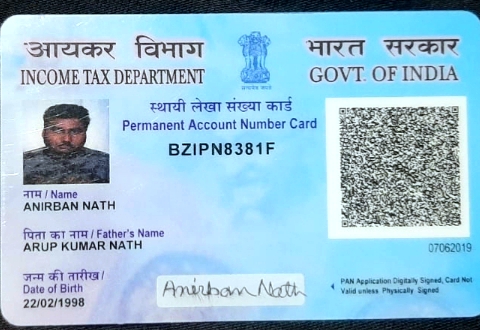 आयकर विभाग
INCOME TAX DEPARTMENT
भारत सरकार
GOVT. OF INDIA
सत्यमेव जयते
स्थायी लेखा संख्या कार्ड
Permanent Account Number Card
BZIPN8381F
नाम / Name
ANIRBAN NATH
पिता का नाम / Father's Name
ARUP KUMAR NATH
जन्म की तारीख /
Date of Birth
22/02/1998
Anirban Nath
07062019
PAN Application Digitally Signed, Card Not
Valid unless Physically Signed